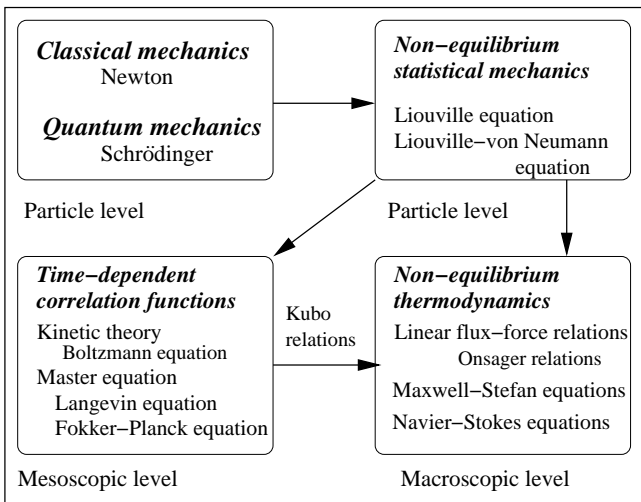 Classical mechanics
Newton
Quantum mechanics
Schrödinger
Particle level
Non−equilibrium
statistical mechanics
Liouville equation
Liouville−von Neumann
equation
Particle level
Time−dependent
correlation functions
Kinetic theory
Boltzmann equation
Master equation
Langevin equation
Fokker−Planck equation
Mesoscopic level
Kubo
relations
Non−equilibrium
thermodynamics
Linear flux−force relations
Onsager relations
Maxwell−Stefan equations
Navier−Stokes equations
Macroscopic level